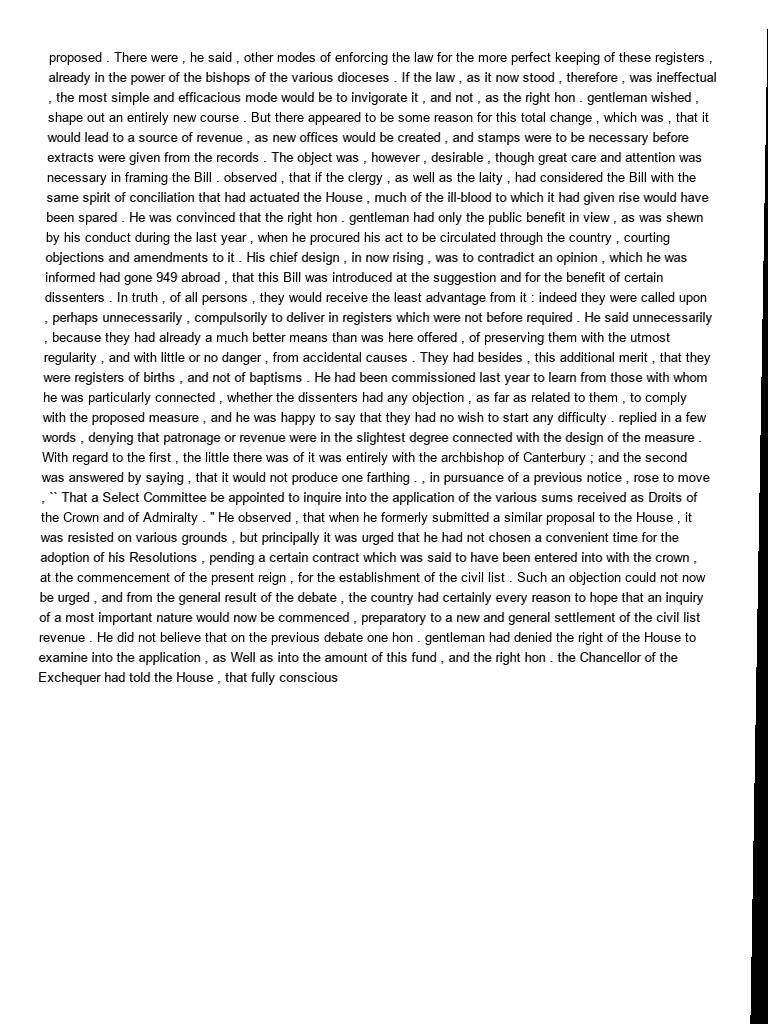 proposed . There were , he said , other modes of enforcing the law for the more perfect keeping of these registers ,
already in the power of the bishops of the various dioceses . If the law , as it now stood , therefore , was ineffectual
, the most simple and efficacious mode would be to invigorate it , and not , as the right hon . gentleman wished ,
shape out an entirely new course . But there appeared to be some reason for this total change , which was , that it
would lead to a source of revenue , as new offices would be created , and stamps were to be necessary before
extracts were given from the records . The object was , however , desirable , though great care and attention was
necessary in framing the Bill . observed , that if the clergy , as well as the laity , had considered the Bill with the
same spirit of conciliation that had actuated the House , much of the ill-blood to which it had given rise would have
been spared . He was convinced that the right hon . gentleman had only the public benefit in view , as was shewn
by his conduct during the last year , when he procured his act to be circulated through the country , courting
objections and amendments to it . His chief design , in now rising , was to contradict an opinion , which he was
informed had gone 949 abroad , that this Bill was introduced at the suggestion and for the benefit of certain
dissenters . In truth , of all persons , they would receive the least advantage from it : indeed they were called upon
, perhaps unnecessarily , compulsorily to deliver in registers which were not before required . He said unnecessarily
, because they had already a much better means than was here offered , of preserving them with the utmost
regularity , and with little or no danger , from accidental causes . They had besides , this additional merit , that they
were registers of births , and not of baptisms . He had been commissioned last year to learn from those with whom
he was particularly connected , whether the dissenters had any objection , as far as related to them , to comply
with the proposed measure , and he was happy to say that they had no wish to start any difficulty . replied in a few
words , denying that patronage or revenue were in the slightest degree connected with the design of the measure .
With regard to the first , the little there was of it was entirely with the archbishop of Canterbury ; and the second
was answered by saying , that it would not produce one farthing . , in pursuance of a previous notice , rose to move
, `` That a Select Committee be appointed to inquire into the application of the various sums received as Droits of
the Crown and of Admiralty . " He observed , that when he formerly submitted a similar proposal to the House , it
was resisted on various grounds , but principally it was urged that he had not chosen a convenient time for the
adoption of his Resolutions , pending a certain contract which was said to have been entered into with the crown ,
at the commencement of the present reign , for the establishment of the civil list . Such an objection could not now
be urged , and from the general result of the debate , the country had certainly every reason to hope that an inquiry
of a most important nature would now be commenced , preparatory to a new and general settlement of the civil list
revenue . He did not believe that on the previous debate one hon . gentleman had denied the right of the House to
examine into the application , as Well as into the amount of this fund , and the right hon . the Chancellor of the
Exchequer had told the House , that fully conscious